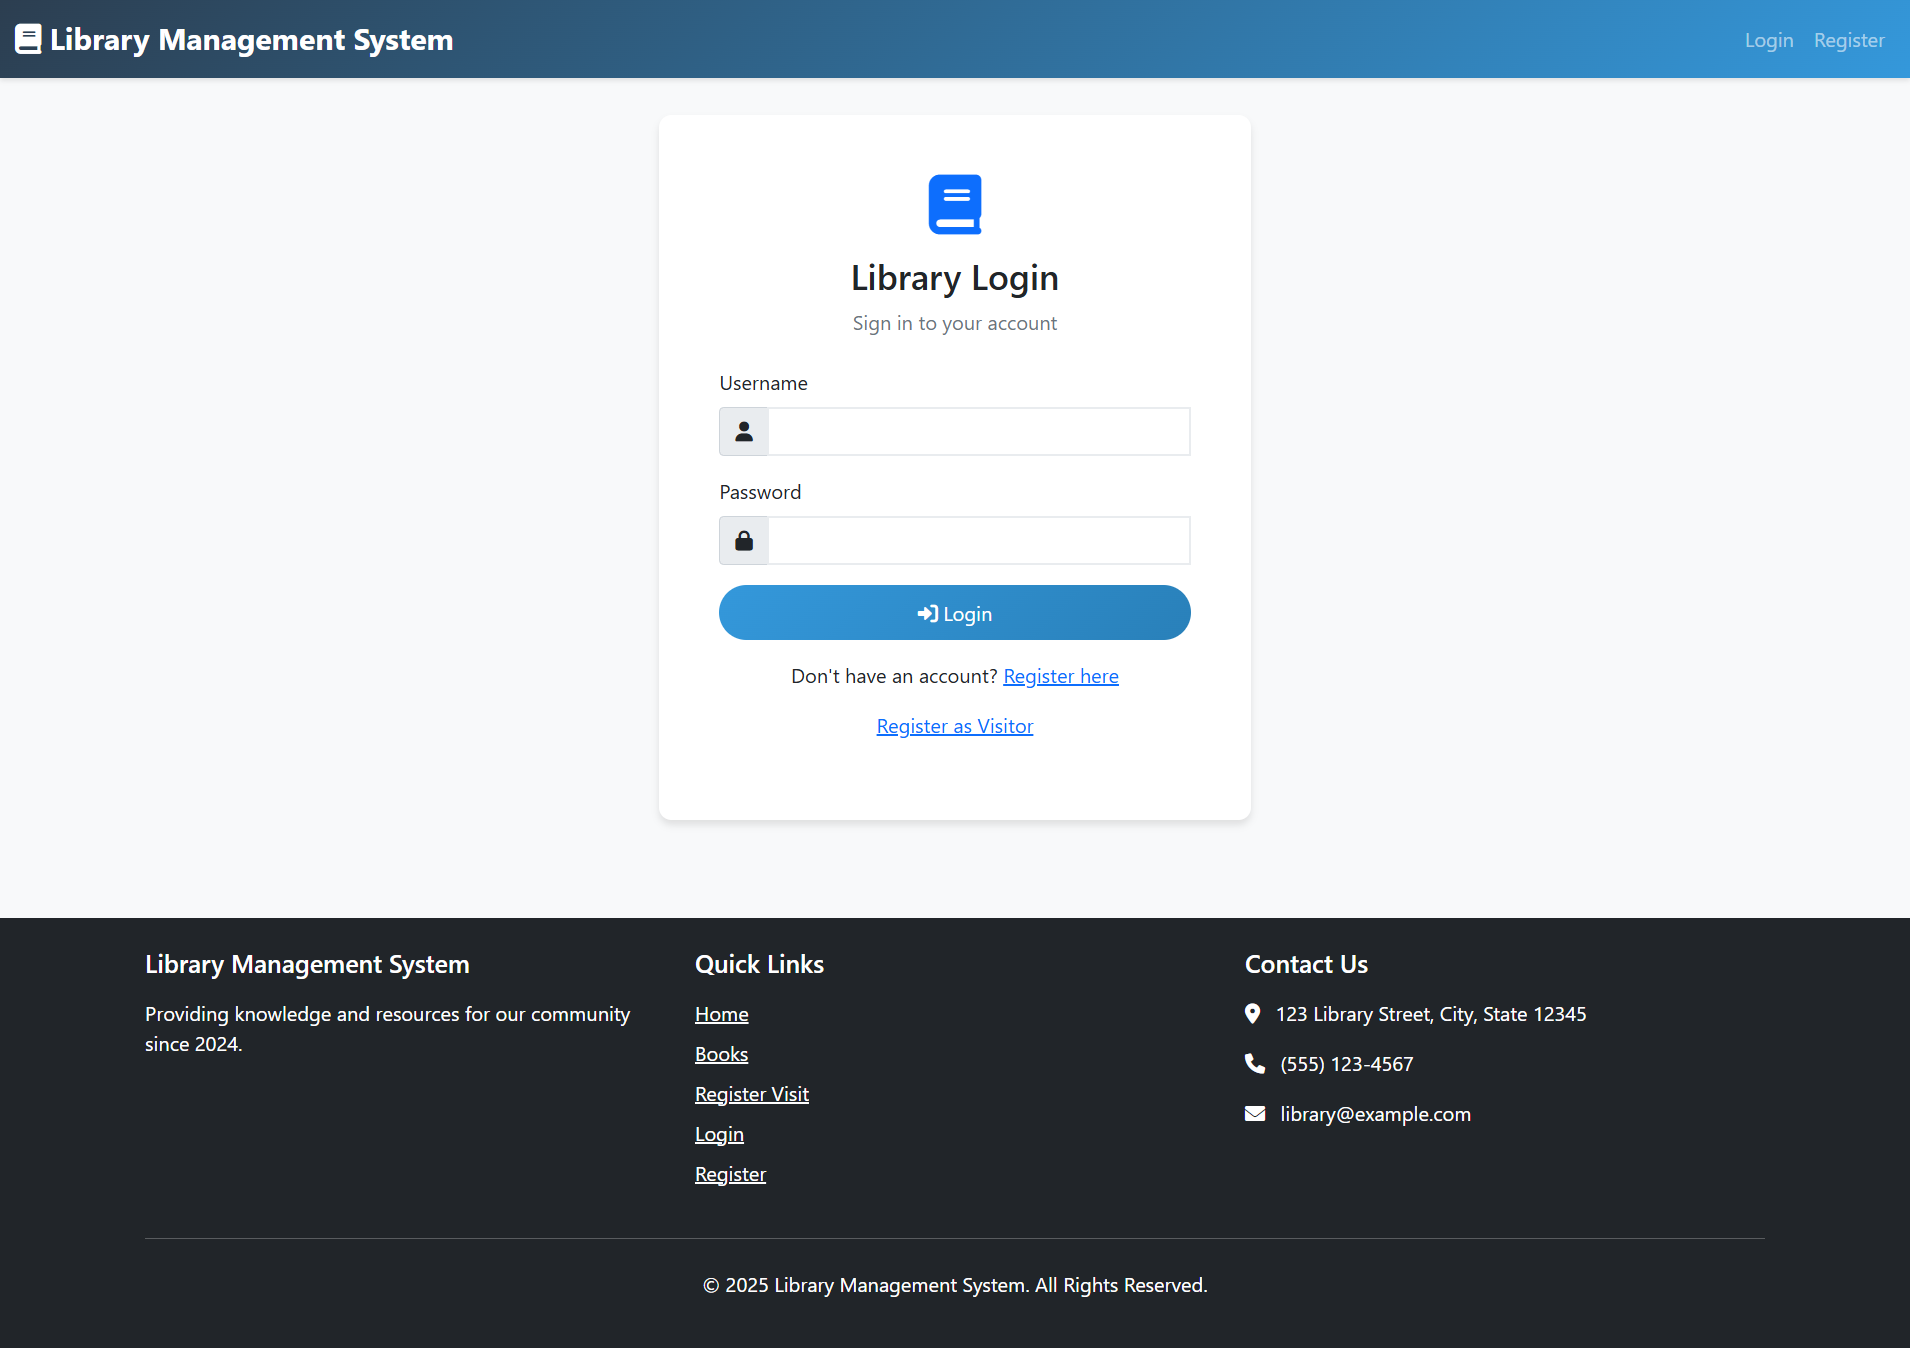 Library Management System
Login
Register
Library Login
Sign in to your account
Username
Password
Login
Don't have an account? Register here
Register as Visitor
Library Management System
Providing knowledge and resources for our community
since 2024.
Quick Links
Home
Books
Register Visit
Login
Register
Contact Us
123 Library Street, City, State 12345
(555) 123-4567
library@example.com
© 2025 Library Management System. All Rights Reserved.